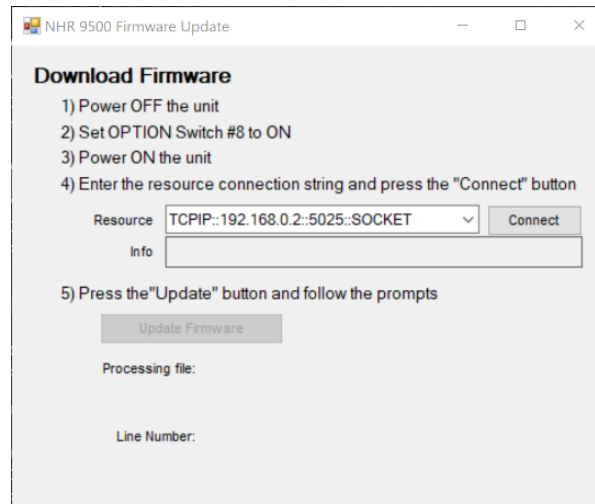 NHR 9500 Firmware Update
Download Firmware
1) Power OFF the unit
2) Set OPTION Switch #8 to ON
3) Power ON the unit
4) Enter the resource connection string and press the "Connect" button
Resource TCPIP::192.168.0.2::5025::SOCKET Connect
Info
5) Press the"Update" button and follow the prompts
Update Firmware
Processing file:
Line Number: